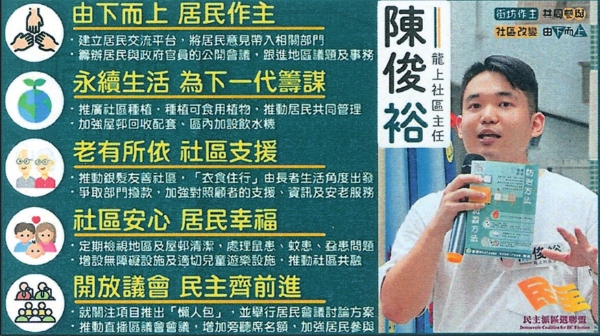 由下而上 居民作主
‧建立居民交流平台，將居民意見帶入相關部門
‧籌辦居民與政府官員的公開會議，跟進地區議題及事務
永續生活 為下一代籌謀
‧推廣社區種植，種植可食用植物，推動居民共同管理
‧加強屋邨回收配套、區內加設飲水機
老有所依 社區支援
‧推動銀髮友善社區，「衣食住行」由長者生活角度出發
‧爭取部門撥款，加強對照顧者的支援、資訊及安老服務
社區安心 居民幸福
‧定期檢視地區及屋邨清潔，處理鼠患、蚊患、蝨患問題
‧增設無障礙設施及適切兒童遊樂設施，推動社區共融
開放議會 民主齊前進
‧就關注項目推出「懶人包」，並舉行居民會議討論方案
‧推動直播區議會會議，增加旁聽席名額，加強居民參與
陳俊裕
龍上社區主任
街坊作主 共同參與
社區改變 由下而上
俊裕
民主
民主派區選聯盟
Democratic Coalition for DC Election